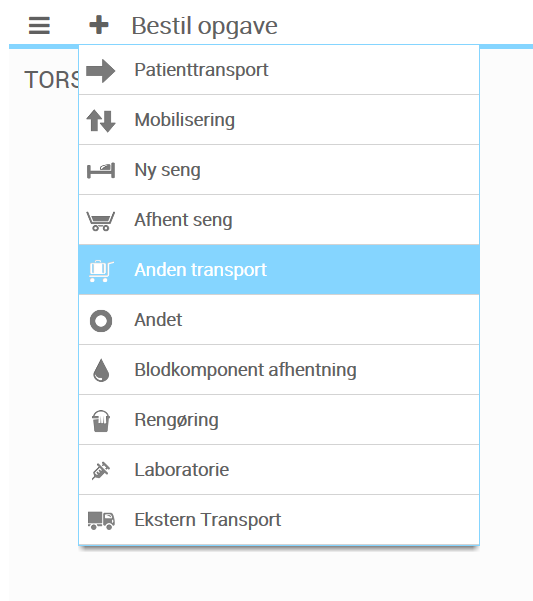 Bestil opgave
TORS
Patienttransport
Mobilisering
Ny seng
Afhent seng
Anden transport
Andet
Blodkomponent afhentning
Rengøring
Laboratorie
Ekstern Transport